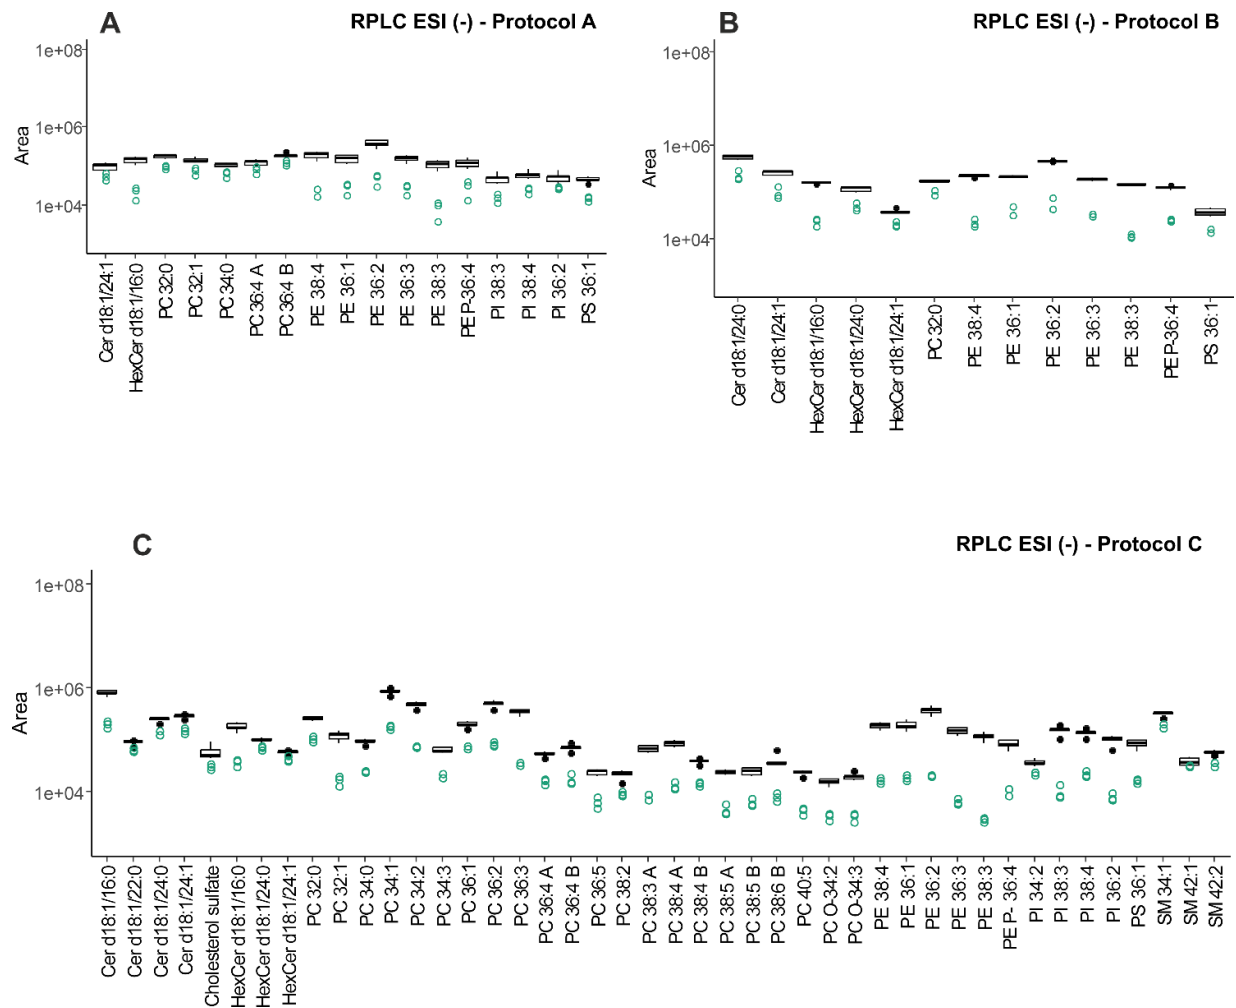 A
RPLC ESI (-) - Protocol A
Area
1e+08
1e+06
1e+04
Cer d18:1/24:1
HexCer d18:1/16:0
PC 32:0
PC 32:1
PC 34:0
PC 36:4 A
PC 36:4 B
PE 38:4
PE 36:1
PE 36:2
PE 36:3
PE 38:3
PE P-36:4
PI 38:3
PI 38:4
PI 36:2
PS 36:1
B
RPLC ESI (-) - Protocol B
Area
1e+08
1e+06
1e+04
Cer d18:1/24:0
Cer d18:1/24:1
HexCer d18:1/16:0
HexCer d18:1/24:0
HexCer d18:1/24:1
PC 32:0
PE 38:4
PE 36:1
PE 36:2
PE 36:3
PE 38:3
PE P-36:4
PS 36:1
C
RPLC ESI (-) - Protocol C
Area
1e+08
1e+06
1e+04
Cer d18:1/16:0
Cer d18:1/22:0
Cer d18:1/24:0
Cer d18:1/24:1
Cholesterol sulfate
HexCer d18:1/16:0
HexCer d18:1/24:0
HexCer d18:1/24:1
PC 32:0
PC 32:1
PC 34:0
PC 34:1
PC 34:2
PC 34:3
PC 36:1
PC 36:2
PC 36:3
PC 36:4 A
PC 36:4 B
PC 36:5
PC 38:2
PC 38:3 A
PC 38:4 A
PC 38:4 B
PC 38:5 A
PC 38:5 B
PC 38:6 B
PC 40:5
PC O-34:2
PC O-34:3
PE 38:4
PE 36:1
PE 36:2
PE 36:3
PE 38:3
PE P- 36:4
PI 34:2
PI 38:3
PI 38:4
PI 36:2
PS 36:1
SM 34:1
SM 42:1
SM 42:2